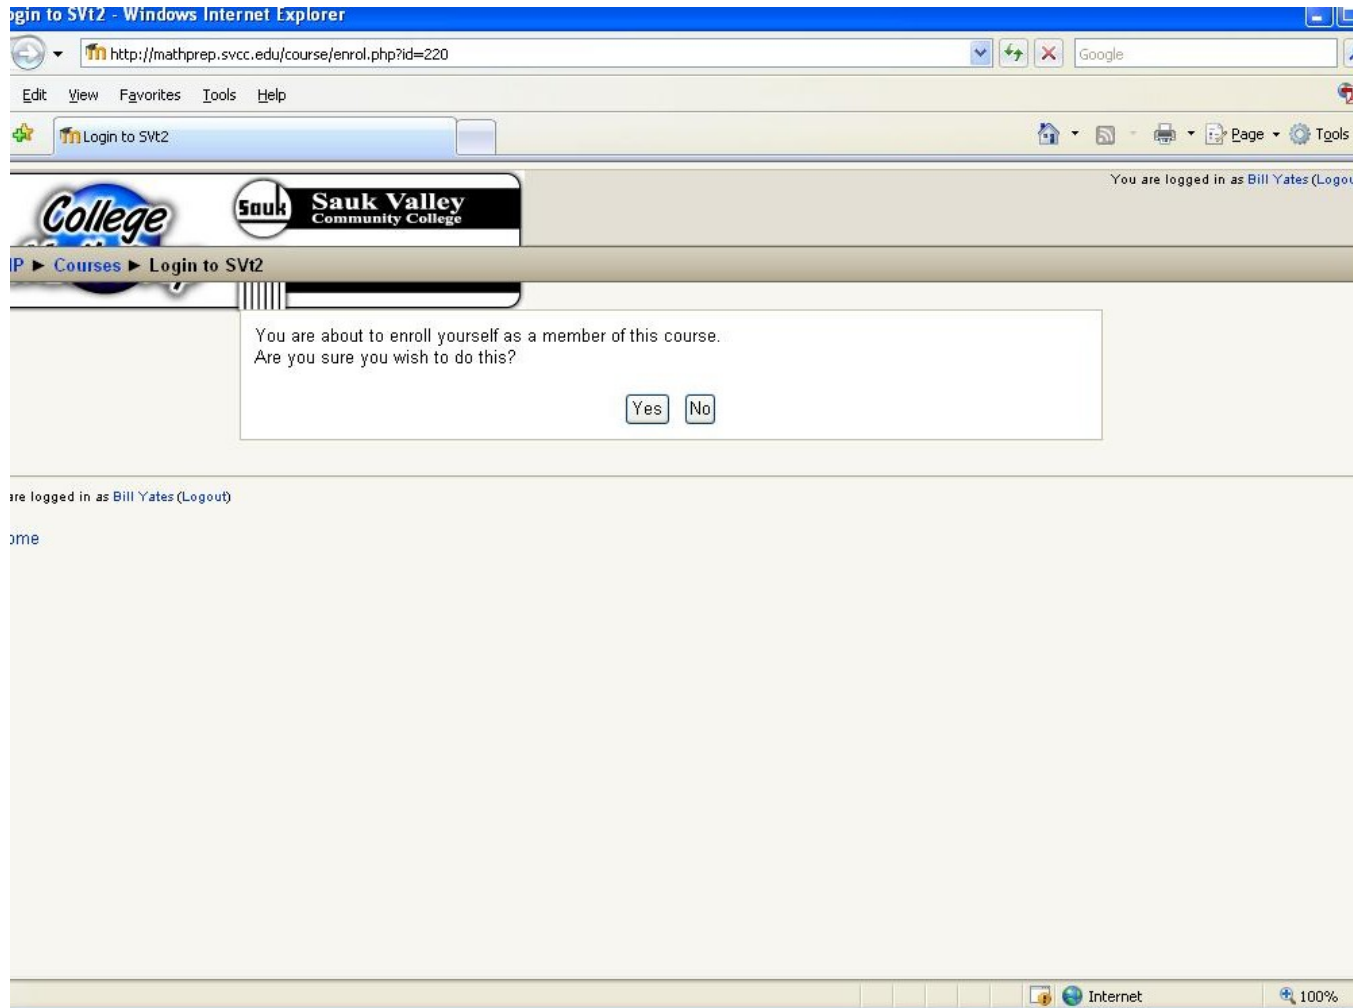 ogin to SVt2 - Windows Internet Explorer
http://mathprep.svcc.edu/course/enrol.php?id=220
Google
Edit View Favorites Tools Help
Login to SVt2
Page Tools
You are logged in as Bill Yates (Logou
College
Sauk
Sauk Valley
Community College
IP ► Courses ► Login to SVt2
You are about to enroll yourself as a member of this course.
Are you sure you wish to do this?
Yes No
are logged in as Bill Yates (Logout)
ome
Internet 100%